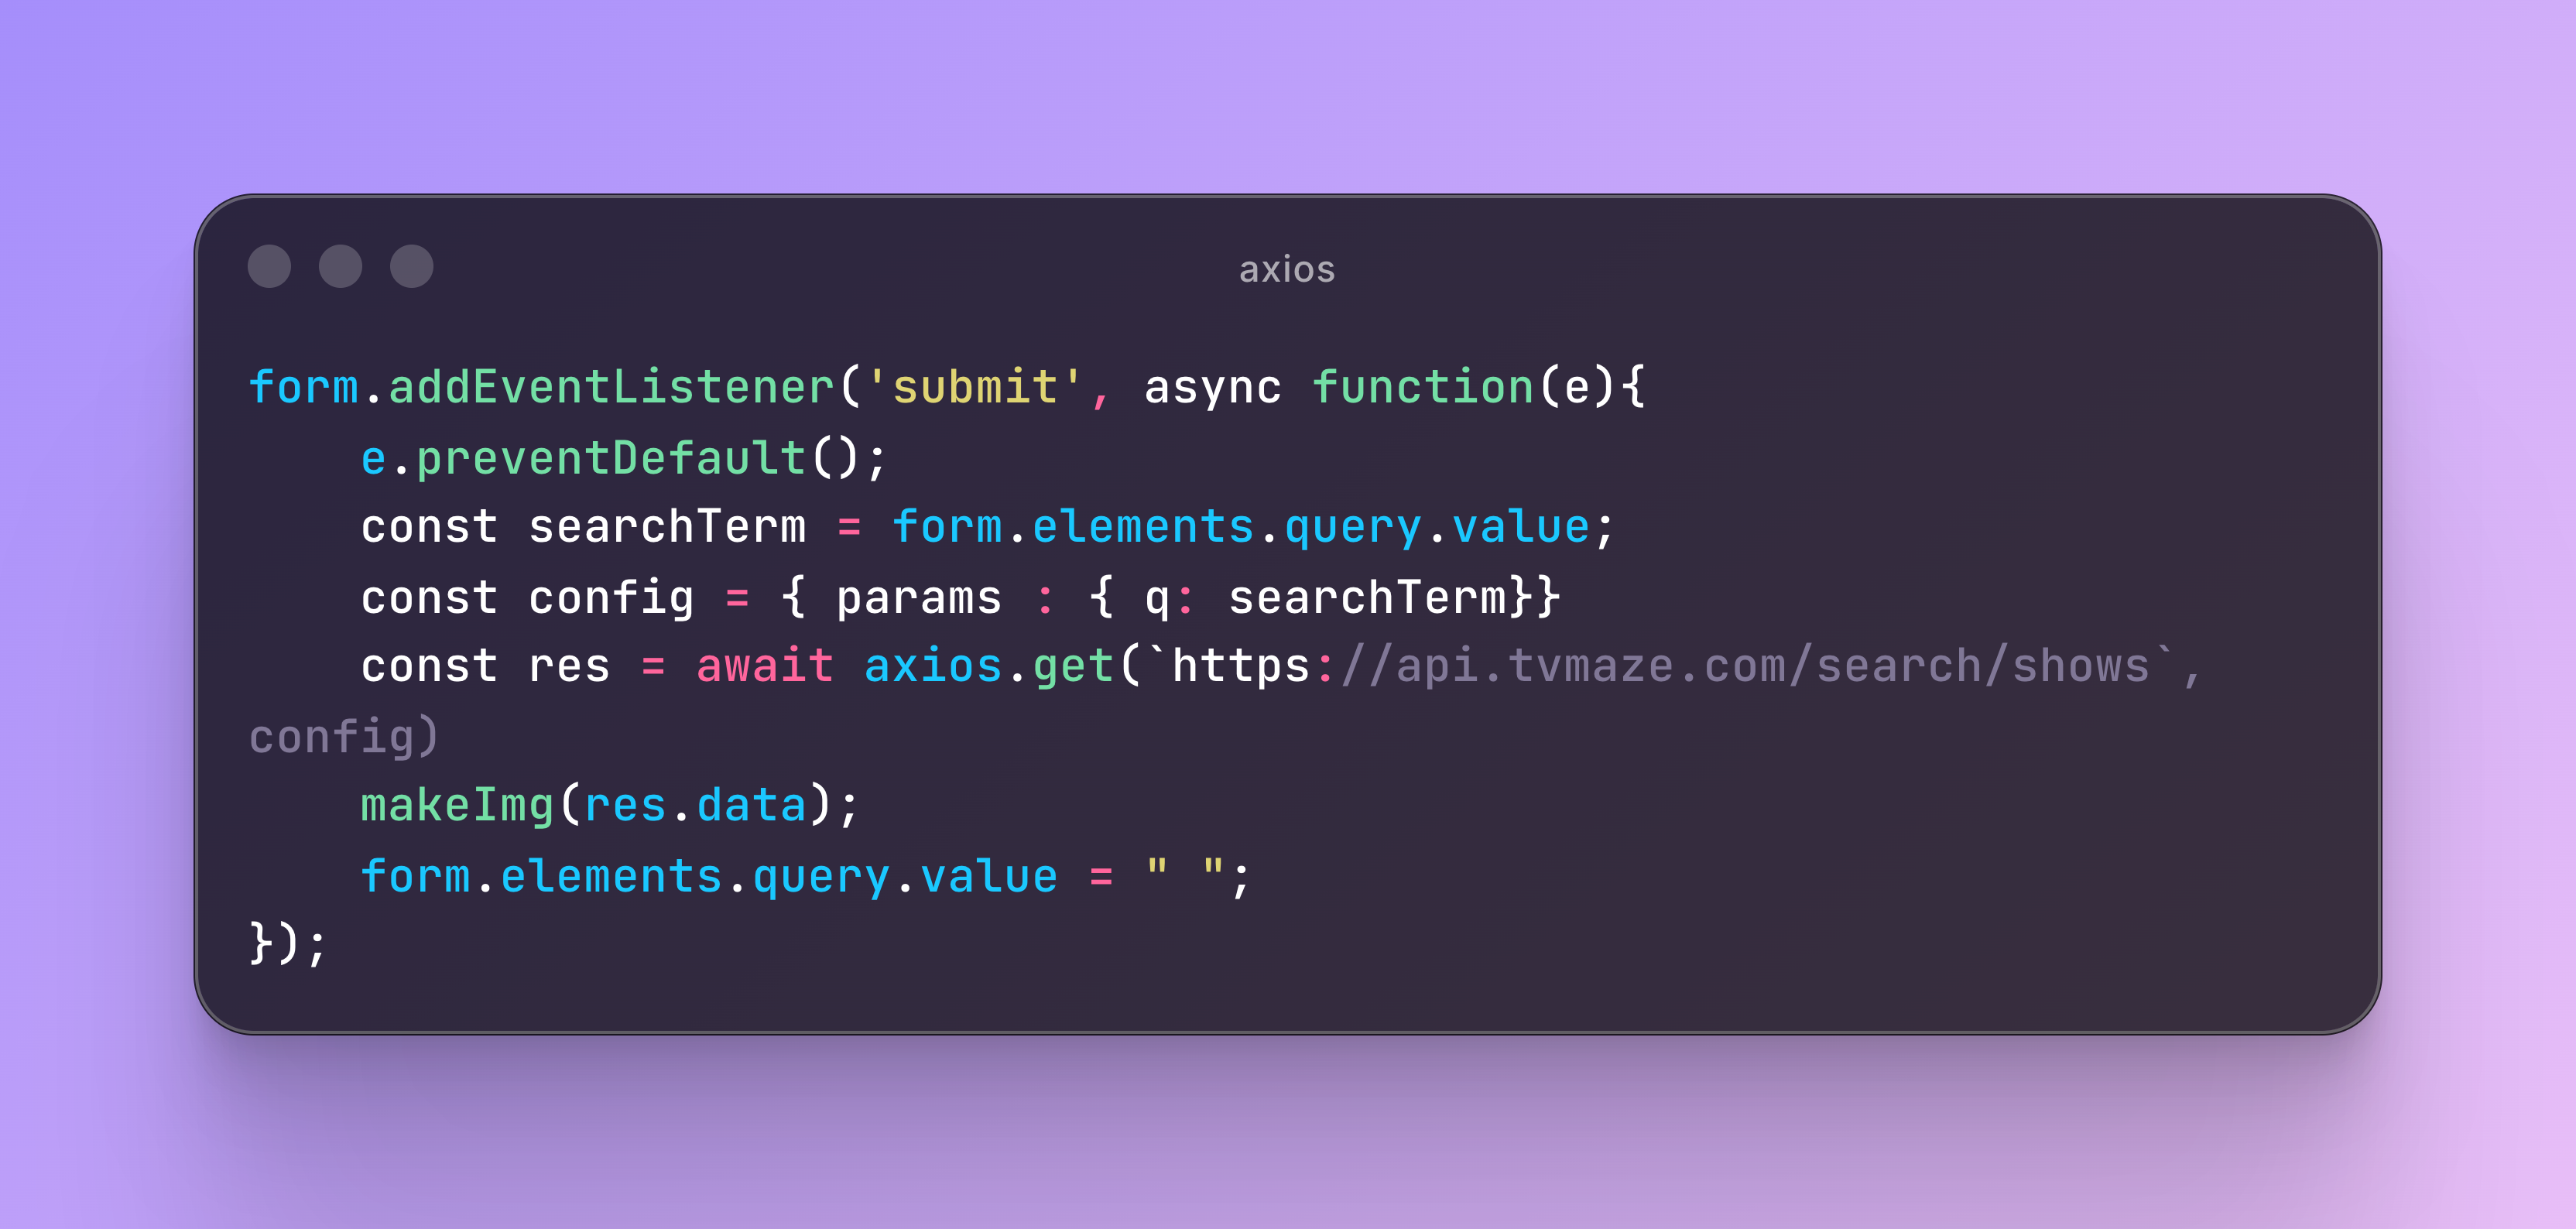 axios
form.addEventListener('submit', async function(e){
    e.preventDefault();
    const searchTerm = form.elements.query.value;
    const config = { params : { q: searchTerm}}
    const res = await axios.get(`https://api.tvmaze.com/search/shows`,
config)
    makeImg(res.data);
    form.elements.query.value = " ";
});